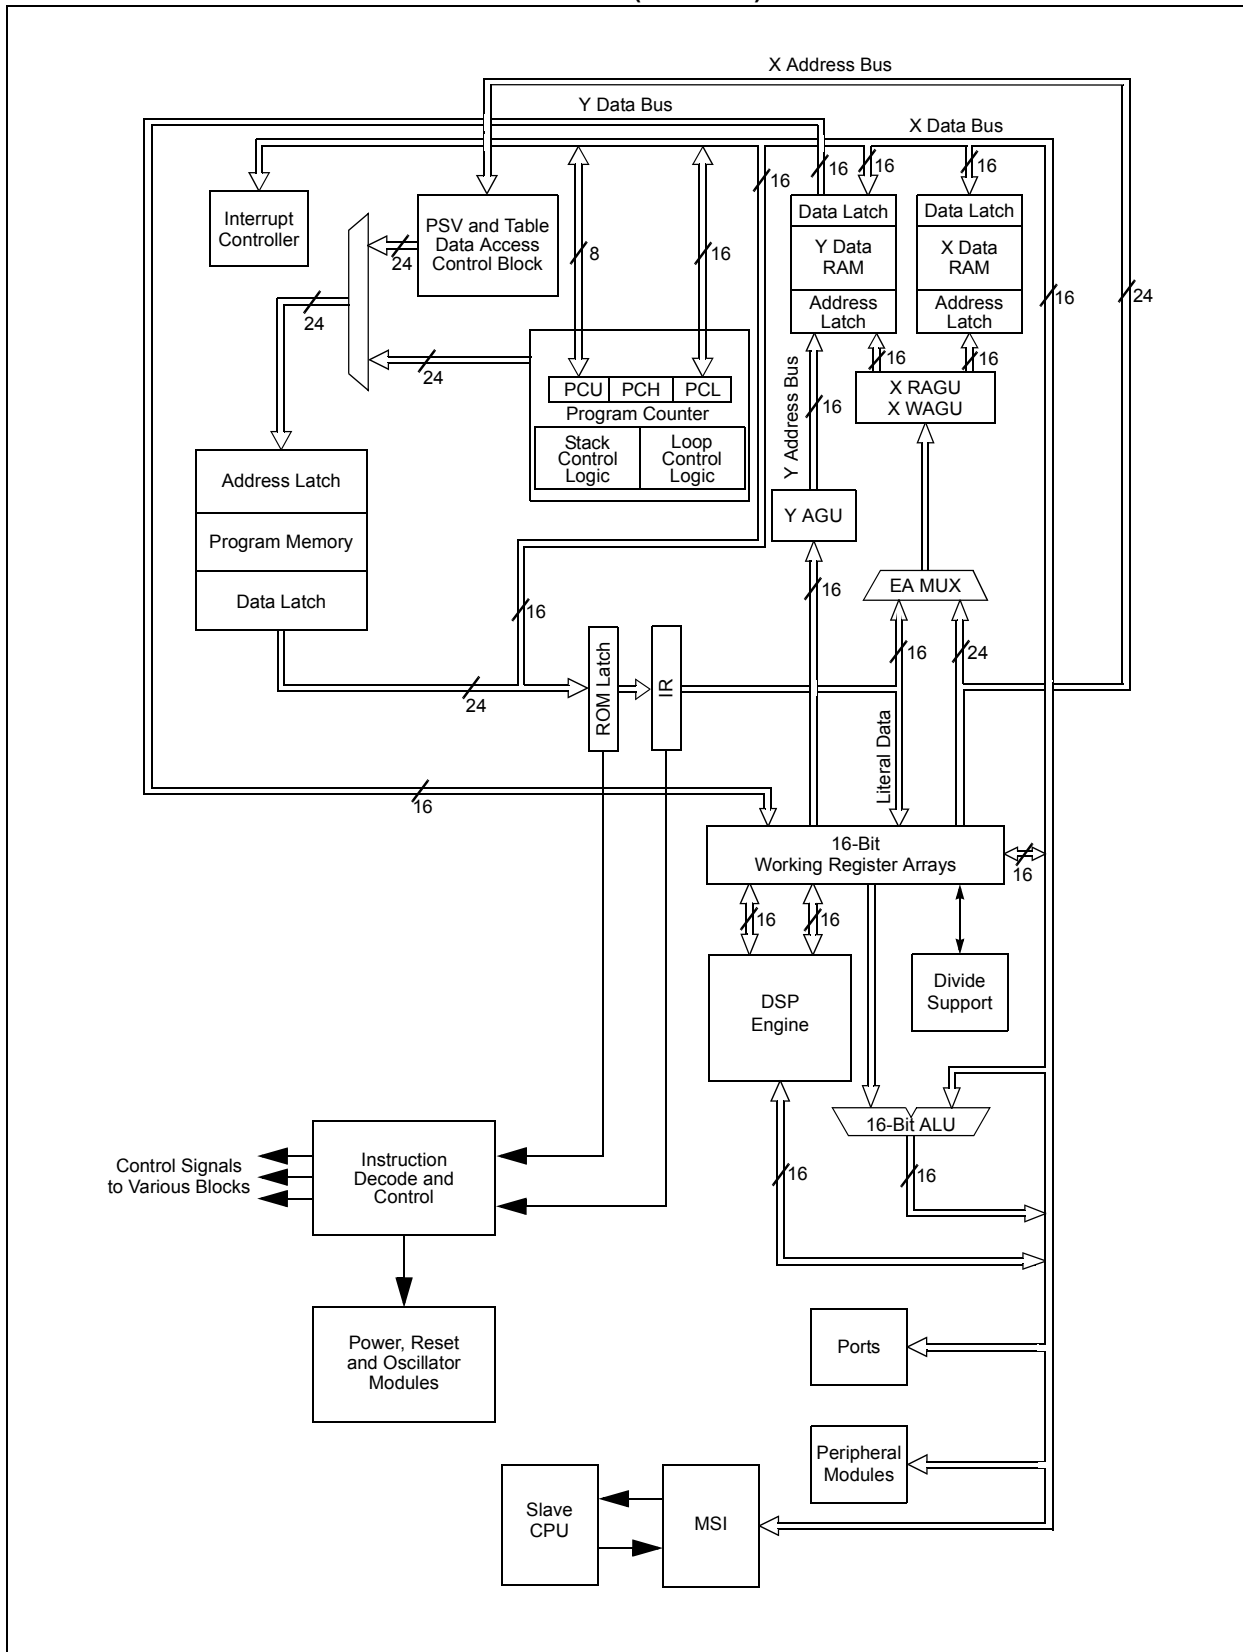 X Address Bus
Y Data Bus
X Data Bus
16
16
16
16
Interrupt
Controller
PSV and Table
Data Access
Control Block
24
8
16
Data Latch
Y Data
RAM
Address
Latch
Data Latch
X Data
RAM
Address
Latch
16
24
24
24
16
16
PCU
PCH
PCL
Program Counter
Stack
Control
Logic
Loop
Control
Logic
Y Address Bus
16
X RAGU
X WAGU
Address Latch
Program Memory
Data Latch
Y AGU
16
EA MUX
16
16
24
24
ROM Latch
IR
Literal Data
16
16-Bit
Working Register Arrays
16
16
16
DSP
Engine
Divide
Support
16-Bit ALU
16
16
Control Signals
to Various Blocks
Instruction
Decode and
Control
Power, Reset
and Oscillator
Modules
Ports
Peripheral
Modules
Slave
CPU
MSI